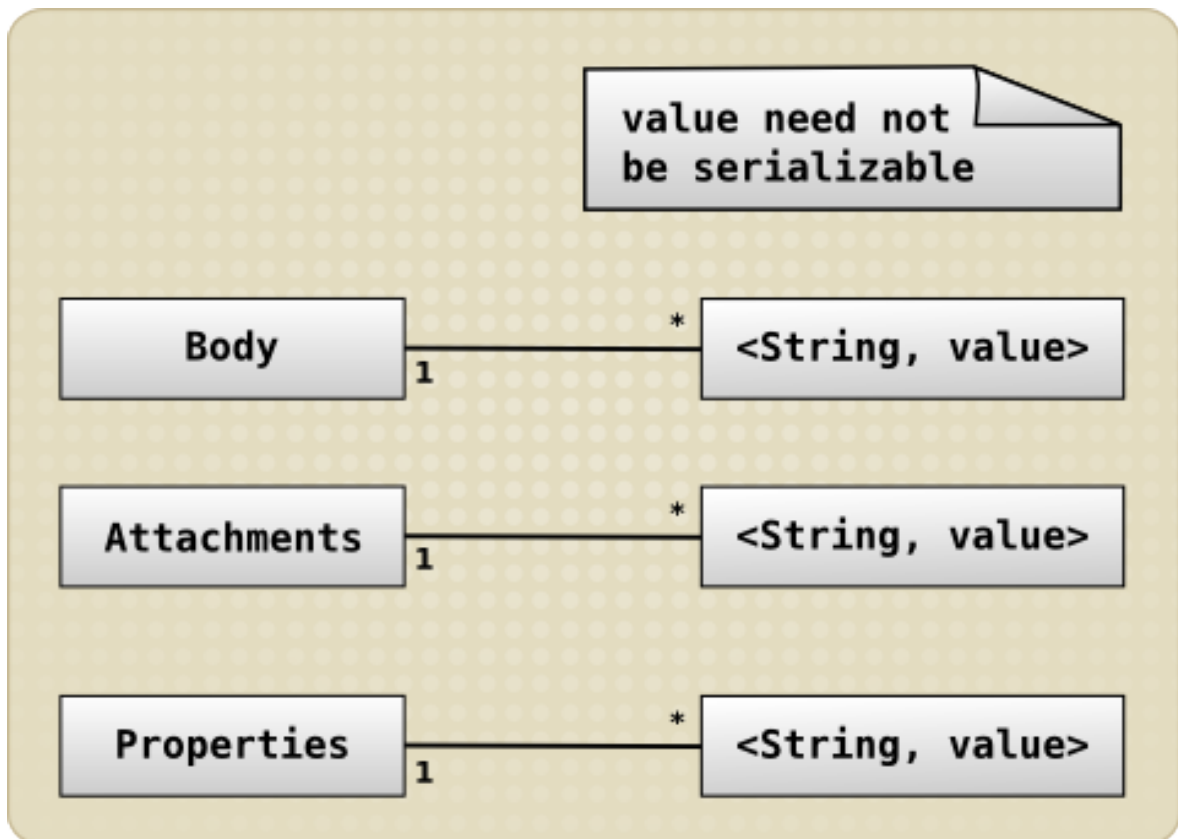 value need not
be serializable
Body
1
*
<String, value>
Attachments
1
*
<String, value>
Properties
1
*
<String, value>